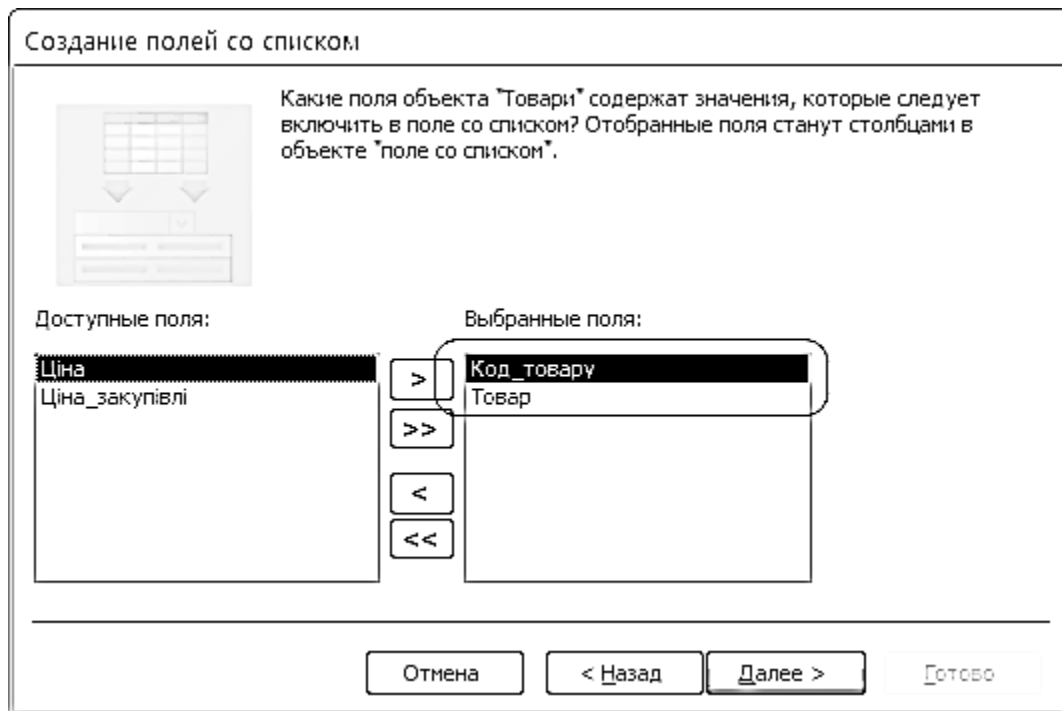 Создание полей со списком
Какие поля объекта "Товари" содержат значения, которые следует
включить в поле со списком? Отобранные поля станут столбцами в
объекте "поле со списком".
Доступные поля:
Выбранные поля:
Ціна
Ціна_закупівлі
>
>>
<
<<
Код_товару
Товар
Отмена
< Назад
Далее >
Готово